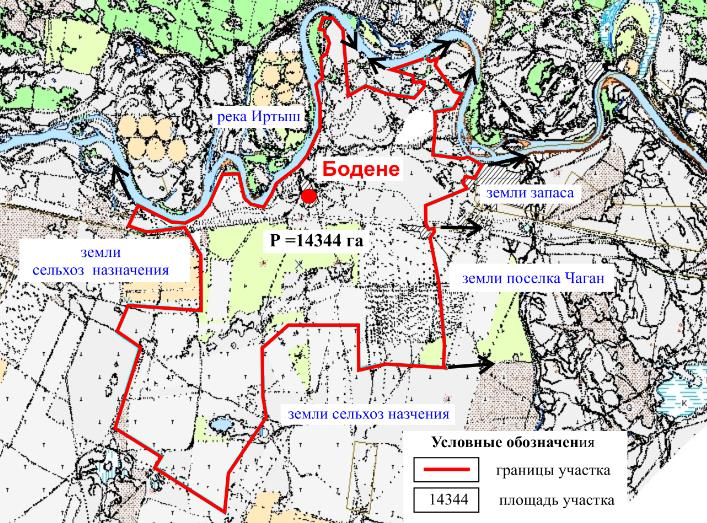 река Иртыш
Бодене
земли запаса
Р =14344 га
земли
сельхоз назначения
земли поселка Чаган
земли сельхоз назчения
Условные обозначения
границы участка
14344 площадь участка